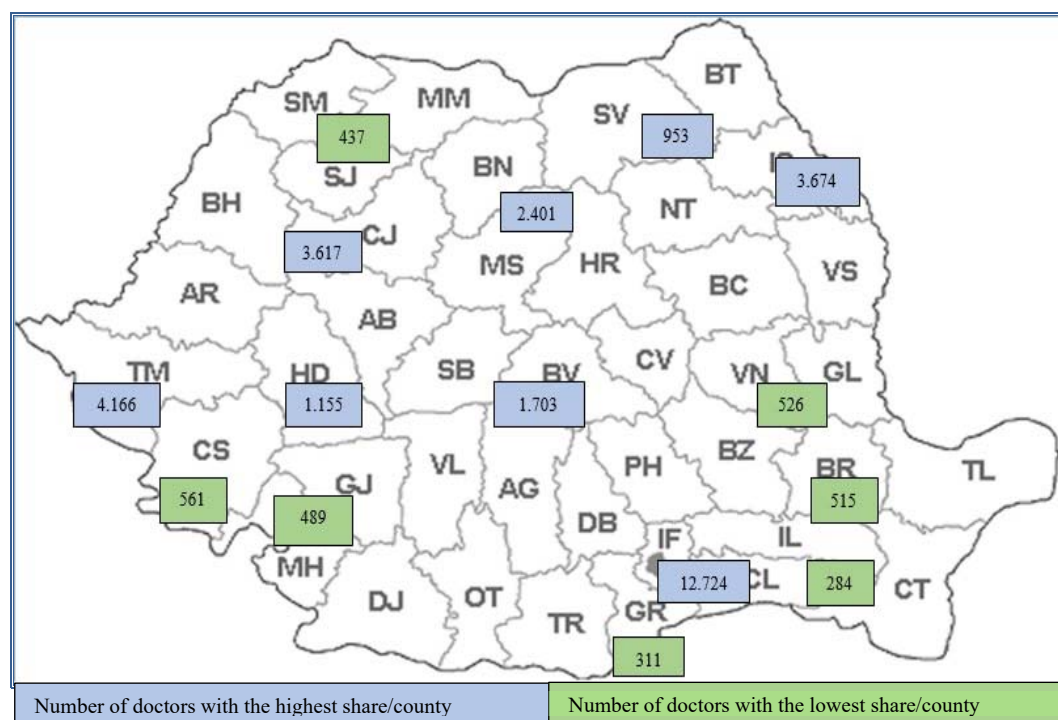 BT
SM
MM
SV
437
953
IS
3.674
SJ
BN
BH
2.401
NT
3.617
CJ
MS
HR
VS
AR
BC
AB
TM
HD
SB
BV
CV
VN
GL
4.166
1.155
1.703
526
CS
VL
PH
BZ
BR
TL
561
GJ
AG
515
489
DB
IF
IL
MH
12.724
CL
284
CT
DJ
OT
TR
GR
311
Number of doctors with the highest share/county
Number of doctors with the lowest share/county